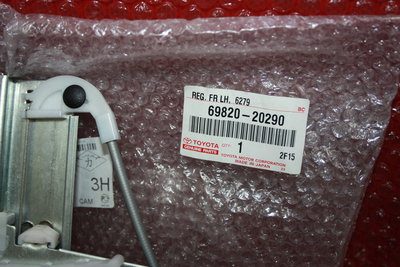 REG. FR LH. 6279
BC
69820-20290
TOYOTA
GENUINE PARTS
QTY.
1
2F15
TOYOTA MOTOR CORPORATION
MADE IN JAPAN
3H
CAM